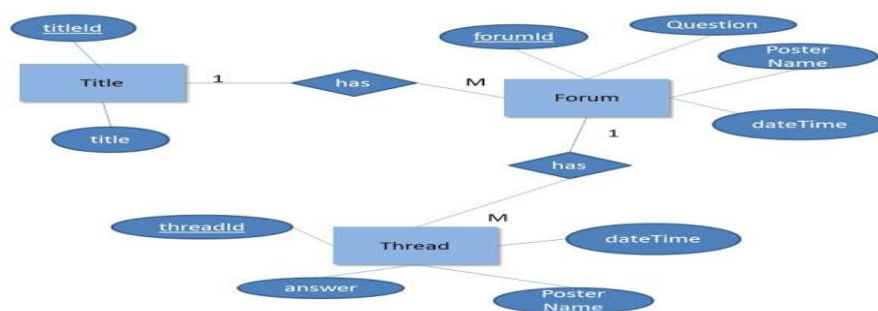 titleId
Title
title
1
has
M
forumId
Question
Poster
Name
Forum
dateTime
1
has
M
threadId
Thread
dateTime
answer
Poster
Name